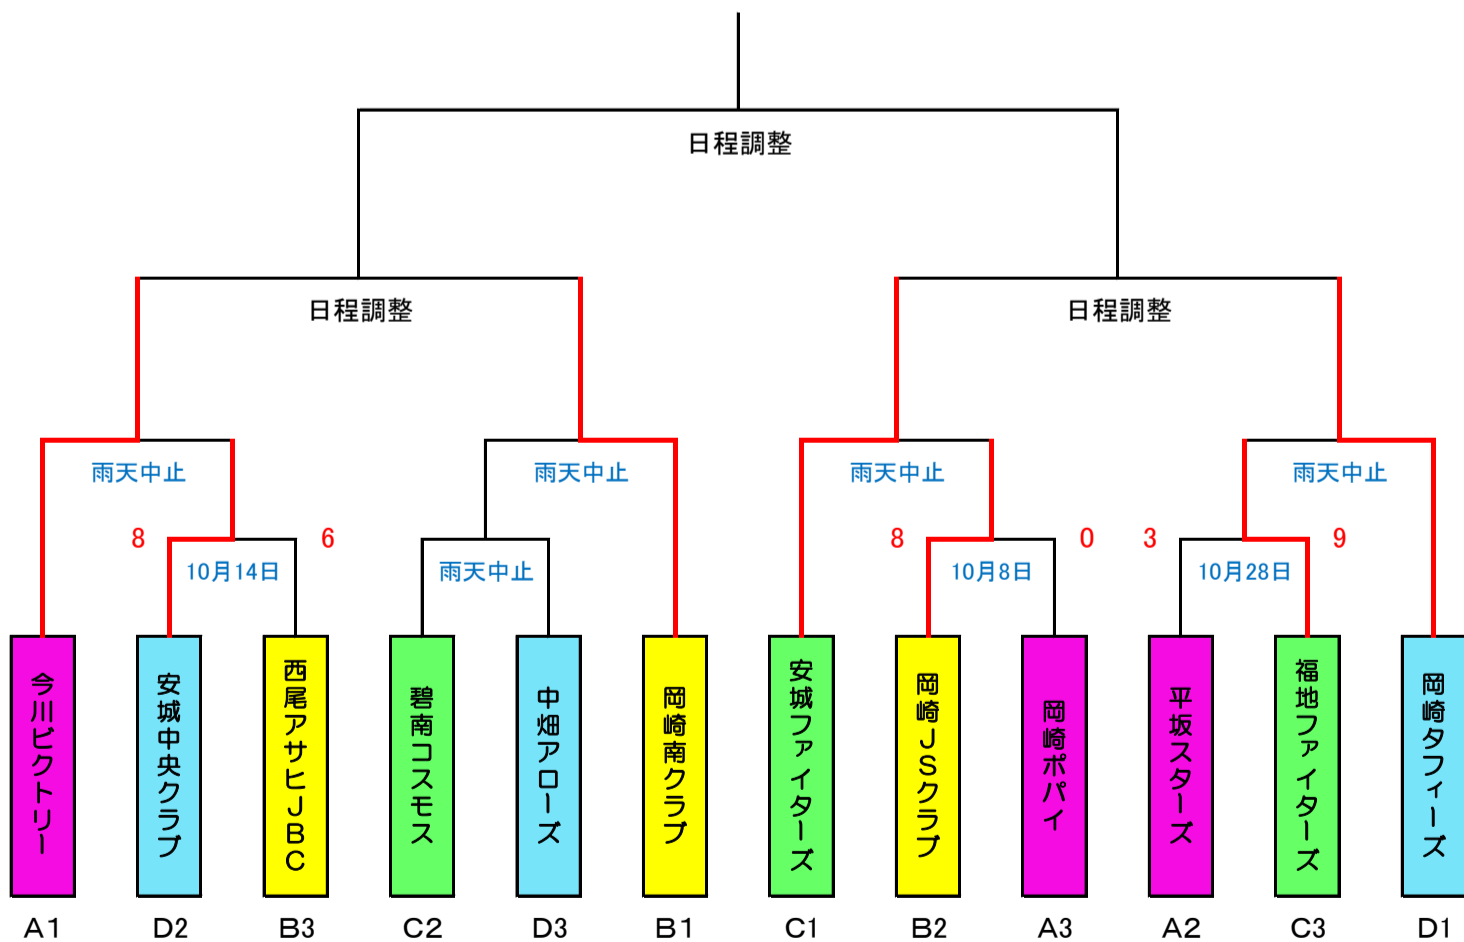 日程調整
日程調整
日程調整
雨天中止
雨天中止
雨天中止
雨天中止
8
6
8
0
3
9
10月14日
雨天中止
10月8日
10月28日
今川ビクトリー
安城中央クラブ
西尾アサヒJBC
碧南コスモス
中畑アローズ
岡崎南クラブ
安城ファイターズ
岡崎JSクラブ
岡崎ポパイ
平坂スターズ
福地ファイターズ
岡崎タフィーズ
A1
D2
B3
C2
D3
B1
C1
B2
A3
A2
C3
D1